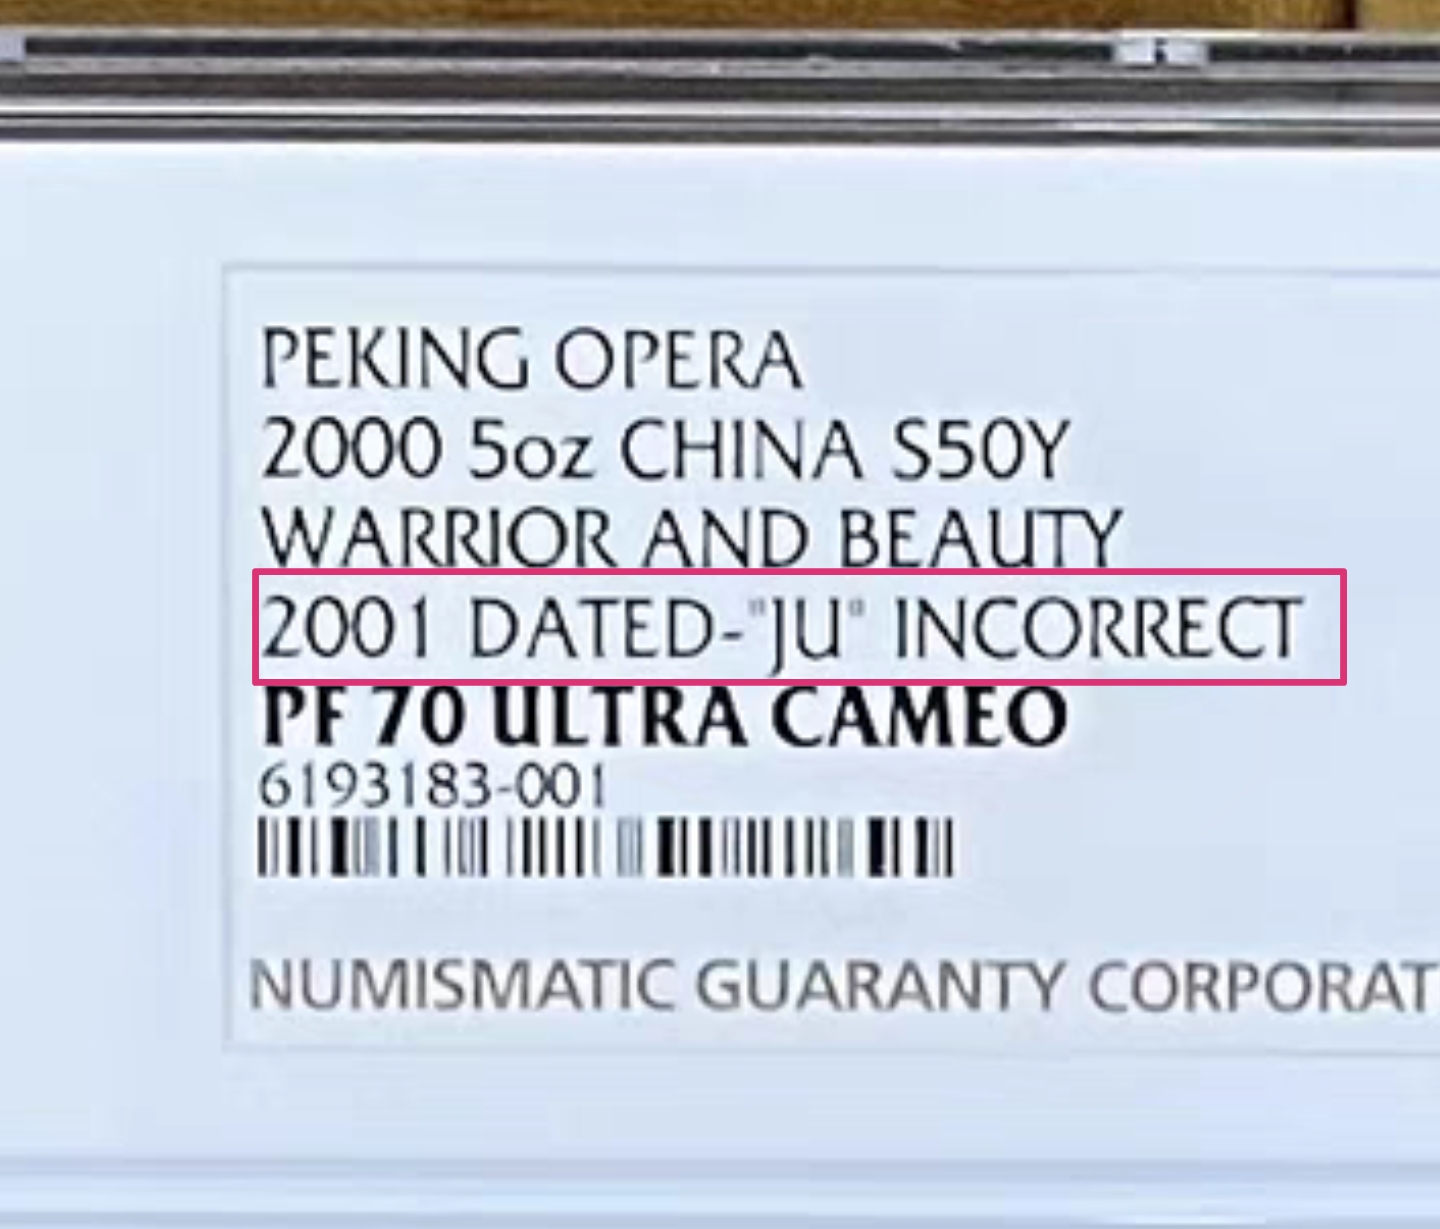 PEKING OPERA
2000 5oz CHINA S50Y
WARRIOR AND BEAUTY
2001 DATED-"JU" INCORRECT
PF 70 ULTRA CAMEO
6193183-001
NUMISMATIC GUARANTY CORPORAT